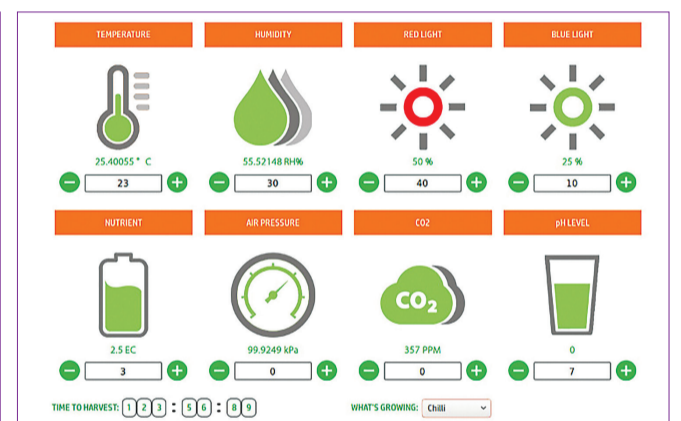 TEMPERATURE HUMIDITY RED LIGHT BLUE LIGHT
25.40055° C 55.52148 RH% 50 % 25 %
− 23 + − 30 + − 40 + − 10 +
NUTRIENT AIR PRESSURE CO2 pH LEVEL
CO₂
2.5 EC 99.9249 kPa 357 PPM 0
− 3 + − 0 + − 0 + − 7 +
TIME TO HARVEST: 1 2 3 : 5 6 : 8 9 WHAT'S GROWING: Chilli